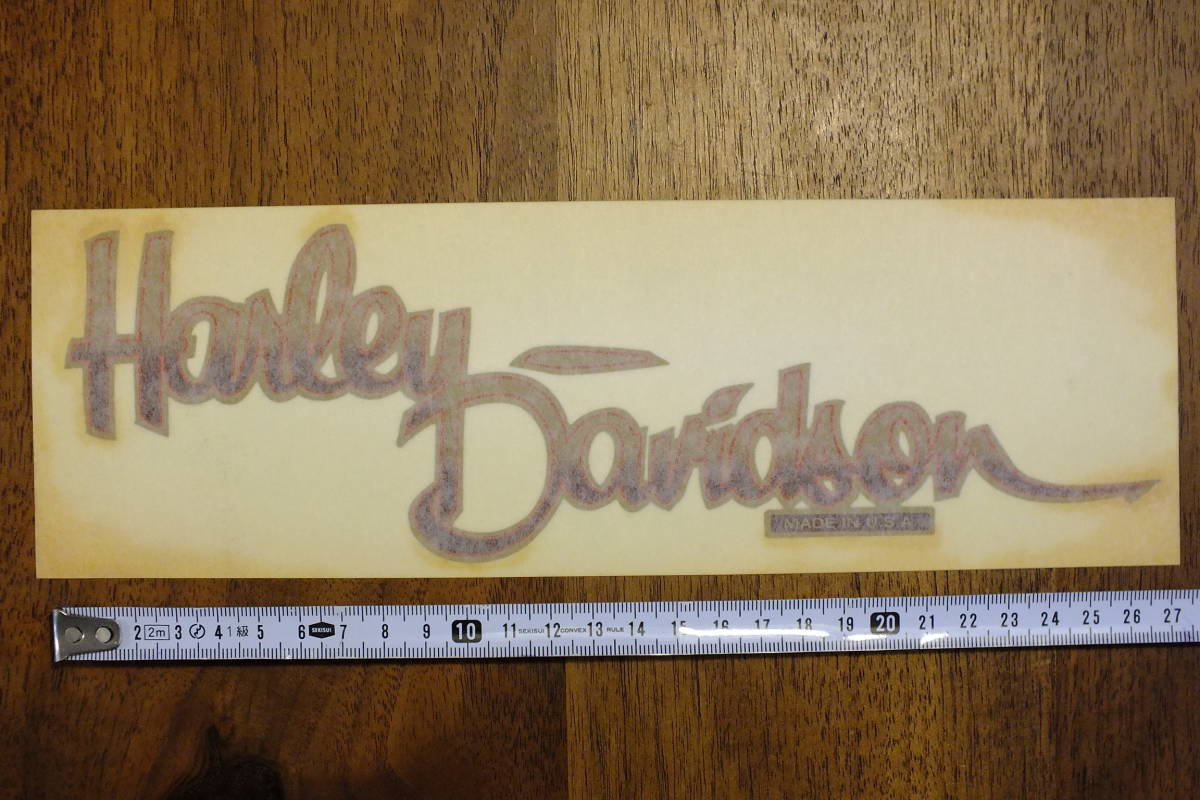 Harley
Davidson
MADE IN U.S.A
2 2m 3 4 1級 5 6 SEKISUI 7 8 9 10 11 SEKISUI 12 CONVEX 13 RULE 14 15 16 17 18 19 20 21 22 23 24 25 26 27